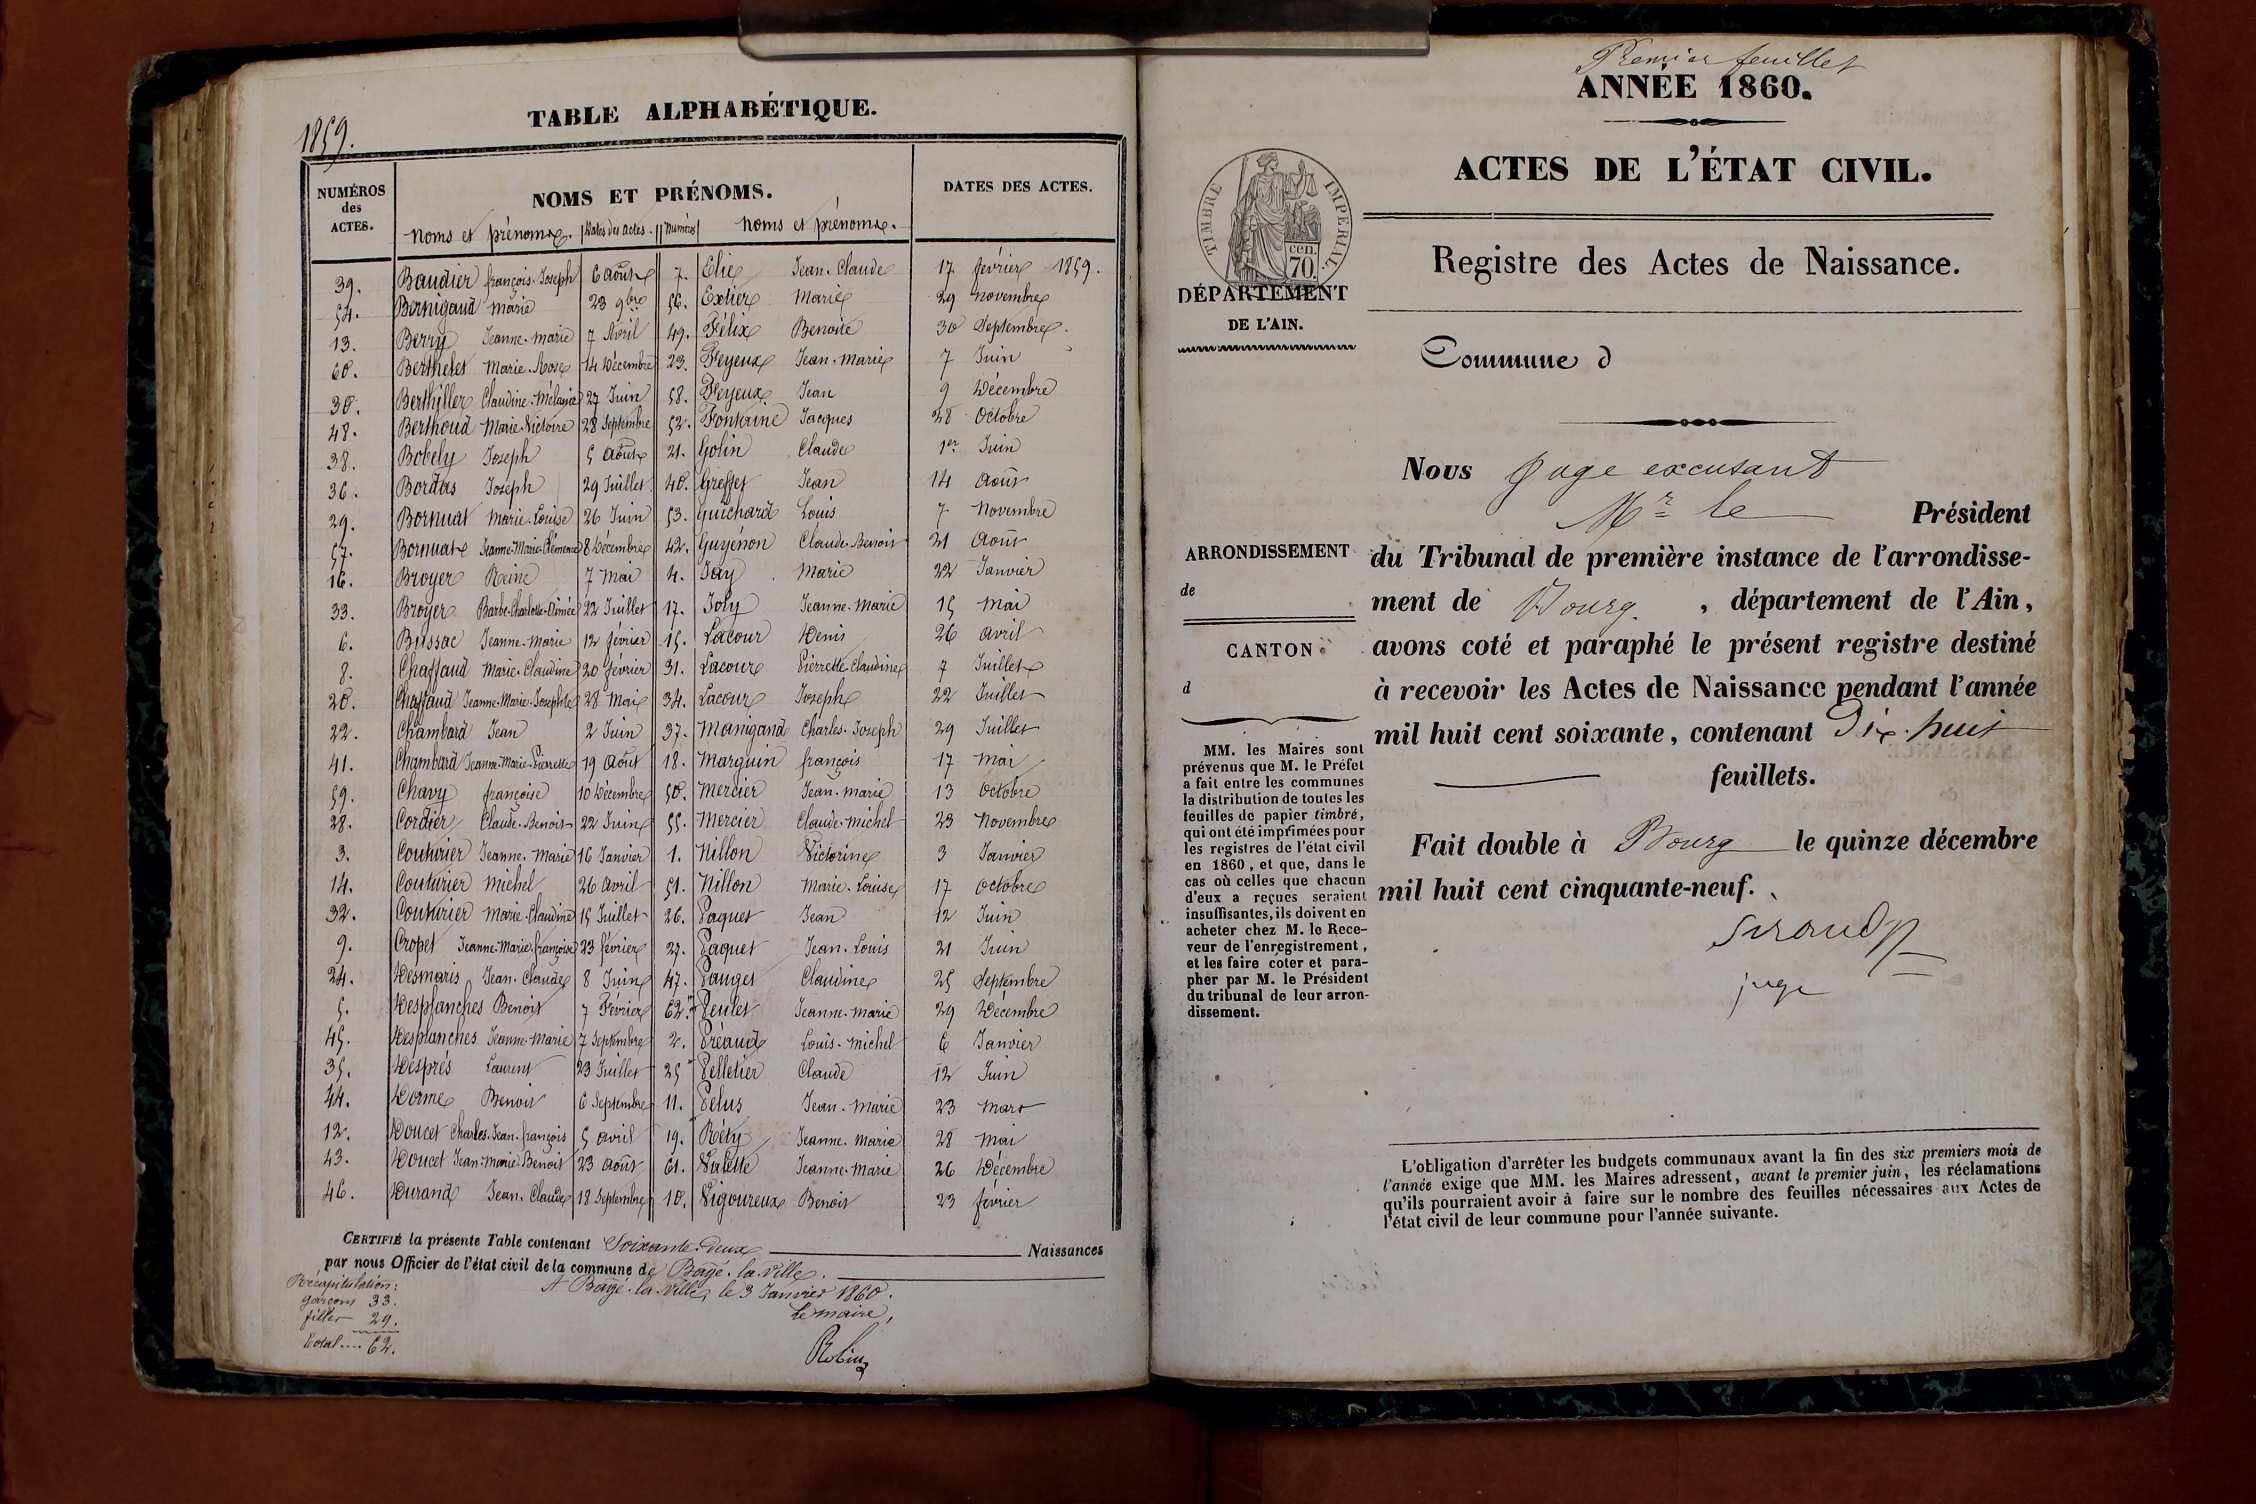 1859.
TABLE ALPHABÉTIQUE.
NUMÉROS des ACTES.
NOMS ET PRÉNOMS.
DATES DES ACTES.
Noms et prénoms. Dates des actes. Numéros Noms et prénoms.
39. Baudier françois-Joseph 6 Août 7. Elie Jean-Claude 17 février 1859.
54. Bernigaud Marie 23 9bre 56. Extier Marie 29 Novembre
13. Berry Jeanne-Marie 7 Avril 49. Félix Benoite 30 Septembre.
60. Berthelet Marie-Rose 14 Décembre 23. Feyeux Jean-Marie 7 Juin
30. Berthiller Claudine-Mélanie 27 Juin 58. Feyeux Jean 9 Décembre
48. Berthoud Marie-Victoire 28 Septembre 52. Fontaine Jacques 28 Octobre
38. Bobely Joseph 5 Août 21. Golin Claude 1er Juin
36. Bordas Joseph 29 Juillet 40. Greffet Jean 14 Août
29. Bornuat Marie-Louise 26 Juin 53. Guichard Louis 7 Novembre
57. Bornuat Jeanne-Marie-Clémence 8 Décembre 42. Guyénon Claude-Benoit 21 Août
16. Broyer Reine 7 Mai 4. Jay Marie 22 Janvier
33. Broyer Barbe-Charlotte-Aimée 22 Juillet 17. Joly Jeanne-Marie 15 Mai
6. Bussac Jeanne-Marie 12 février 15. Lacour Denis 26 Avril
8. Chaffaud Marie-Claudine 20 février 31. Lacour Pierrette-Claudine 7 Juillet
20. Chaffaud Jeanne-Marie-Josephte 28 Mai 34. Lacour Joseph 22 Juillet
22. Chambard Jean 2 Juin 37. Manigand Charles-Joseph 29 Juillet
41. Chambard Jeanne-Marie-Pierrette 19 Août 18. Marguin françois 17 Mai
59. Chavy françoise 10 Décembre 50. Mercier Jean-Marie 13 Octobre
28. Cordier Claude-Benoit 22 Juin 55. Mercier Claude-Michel 23 Novembre
3. Couturier Jeanne-Marie 16 Janvier 1. Nillon Victorine 3 Janvier
14. Couturier Michel 26 Avril 51. Nillon Marie-Louise 17 Octobre
32. Couturier Marie-Claudine 15 Juillet 26. Paquet Jean 12 Juin
9. Cropet Jeanne-Marie-françoise 23 février 27. Paquet Jean-Louis 21 Juin
24. Desmaris Jean-Claude 8 Juin 47. Pauget Claudine 25 Septembre
5. Desplanches Benoit 7 Février 62. Peulet Jeanne-Marie 29 Décembre
45. Desplanches Jeanne-Marie 7 Septembre 2. Préaud Louis-Michel 6 Janvier
35. Després Laurent 23 Juillet 25 Pelletier Claude 12 Juin
44. Dorme Benoit 6 Septembre 11. Pelus Jean-Marie 23 Mars
12. Doucet Charles-Jean-françois 5 Avril 19. Réty Jeanne-Marie 28 Mai
43. Doucet Jean-Marie-Benoit 23 Août 61. Valette Jeanne-Marie 26 Décembre
46. Durand Jean-Claude 18 Septembre 10. Vigoureux Benoit 23 février
CERTIFIÉ la présente Table contenant Soixante-Deux Naissances
par nous Officier de l'état civil de la commune de Bagé-la-Ville.
A Bagé-la-Ville, le 3 Janvier 1860.
Le Maire,
Robin
Récapitulation:
garçons 33.
filles 29.
Total.... 62.
Premier feuillet
ANNÉE 1860.
ACTES DE L'ÉTAT CIVIL.
Registre des Actes de Naissance.
TIMBRE IMPÉRIAL.
cen. 70.
DÉPARTEMENT
DE L'AIN.
Commune d
Nous Juge excusant
Mr le Président
du Tribunal de première instance de l'arrondisse-
ment de Bourg, département de l'Ain,
avons coté et paraphé le présent registre destiné
à recevoir les Actes de Naissance pendant l'année
mil huit cent soixante, contenant Dix-huit
feuillets.
Fait double à Bourg le quinze décembre
mil huit cent cinquante-neuf.
juge
ARRONDISSEMENT
de
CANTON
d
MM. les Maires sont
prévenus que M. le Préfet
a fait entre les communes
la distribution de toutes les
feuilles de papier timbré,
qui ont été imprimées pour
les registres de l'état civil
en 1860, et que, dans le
cas où celles que chacun
d'eux a reçues seraient
insuffisantes, ils doivent en
acheter chez M. le Rece-
veur de l'enregistrement,
et les faire coter et para-
pher par M. le Président
du tribunal de leur arron-
dissement.
L'obligation d'arrêter les budgets communaux avant la fin des six premiers mois de
l'année exige que MM. les Maires adressent, avant le premier juin, les réclamations
qu'ils pourraient avoir à faire sur le nombre des feuilles nécessaires aux Actes de
l'état civil de leur commune pour l'année suivante.